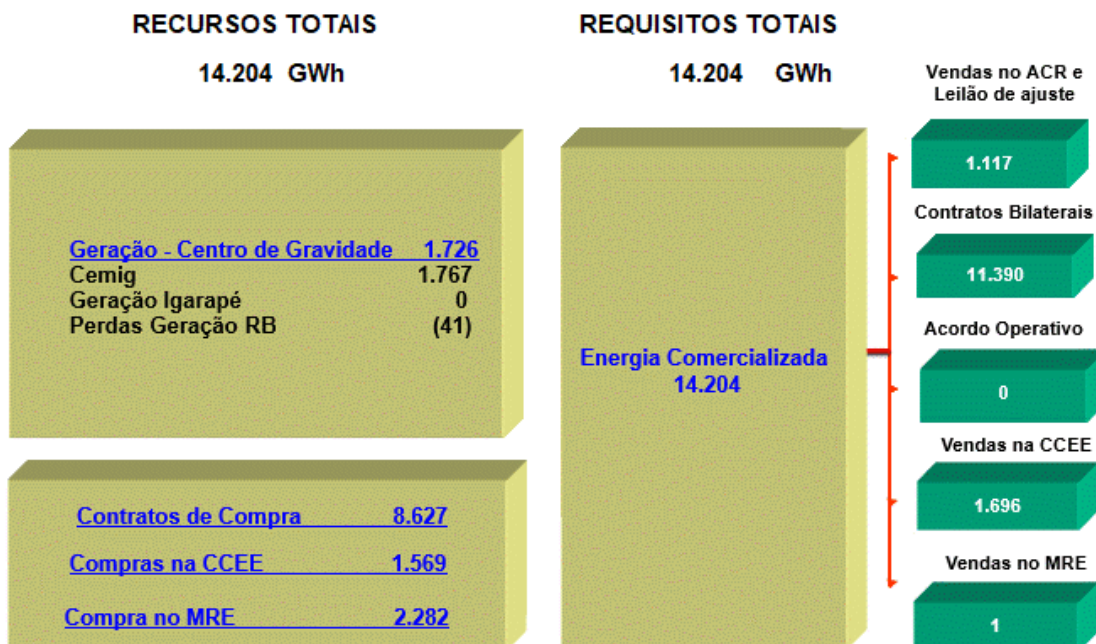 RECURSOS TOTAIS
14.204 GWh
Geração - Centro de Gravidade 1.726
Cemig 1.767
Geração Igarapé 0
Perdas Geração RB (41)
Contratos de Compra 8.627
Compras na CCEE 1.569
Compra no MRE 2.282
REQUISITOS TOTAIS
14.204 GWh
Energia Comercializada
14.204
Vendas no ACR e
Leilão de ajuste
1.117
Contratos Bilaterais
11.390
Acordo Operativo
0
Vendas na CCEE
1.696
Vendas no MRE
1